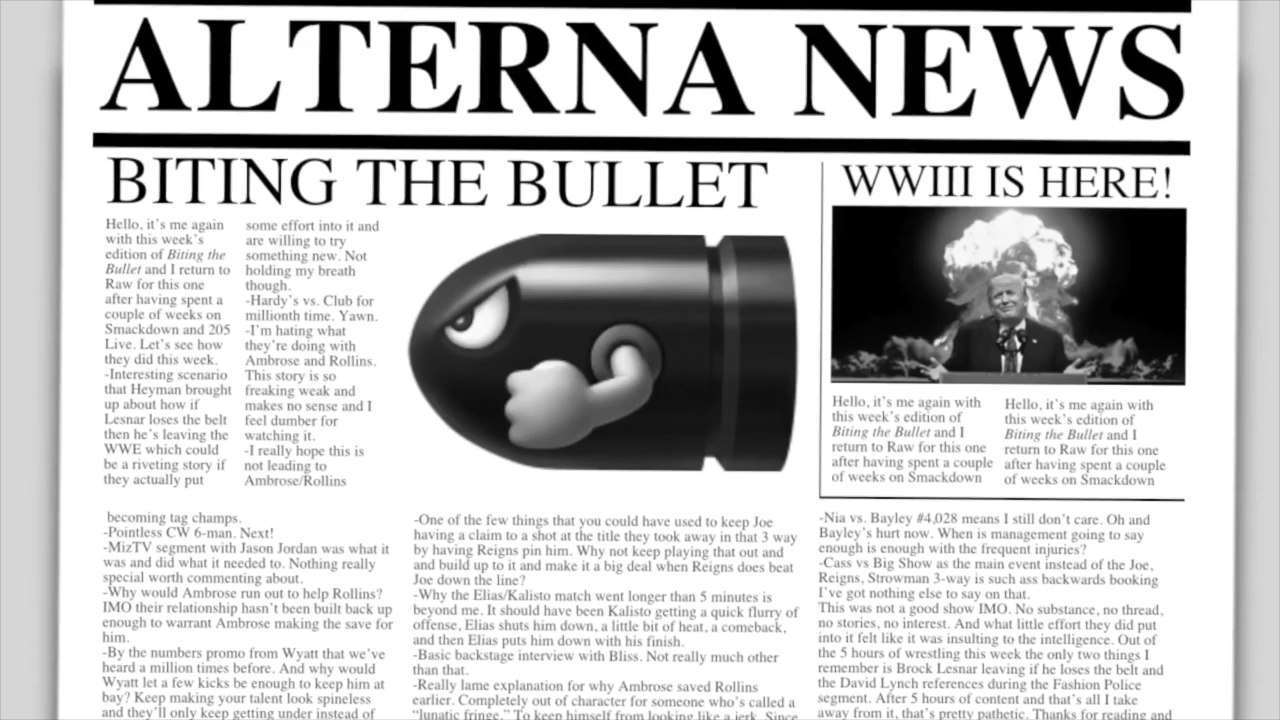 ALTERNA NEWS
BITING THE BULLET
Hello, it's me again
with this week's
edition of Biting the
Bullet and I return to
Raw for this one
after having spent a
couple of weeks on
Smackdown and 205
Live. Let's see how
they did this week.
-Interesting scenario
that Heyman brought
up about how if
Lesnar loses the belt
then he's leaving the
WWE which could
be a riveting story if
they actually put
some effort into it and
are willing to try
something new. Not
holding my breath
though.
-Hardy's vs. Club for
millionth time. Yawn.
-I'm hating what
they're doing with
Ambrose and Rollins.
This story is so
freaking weak and
makes no sense and I
feel dumber for
watching it.
-I really hope this is
not leading to
Ambrose/Rollins
WWIII IS HERE!
Hello, it's me again with
this week's edition of
Biting the Bullet and I
return to Raw for this one
after having spent a couple
of weeks on Smackdown
Hello, it's me again with
this week's edition of
Biting the Bullet and I
return to Raw for this one
after having spent a couple
of weeks on Smackdown
becoming tag champs.
-Pointless CW 6-man. Next!
-MizTV segment with Jason Jordan was what it
was and did what it needed to. Nothing really
special worth commenting about.
-Why would Ambrose run out to help Rollins?
IMO their relationship hasn't been built back up
enough to warrant Ambrose making the save for
him.
-By the numbers promo from Wyatt that we've
heard a million times before. And why would
Wyatt let a few kicks be enough to keep him at
bay? Keep making your talent look spineless
and they'll only keep getting under instead of
-One of the few things that you could have used to keep Joe
having a claim to a shot at the title they took away in that 3 way
by having Reigns pin him. Why not keep playing that out and
and build up to it and make it a big deal when Reigns does beat
Joe down the line?
-Why the Elias/Kalisto match went longer than 5 minutes is
beyond me. It should have been Kalisto getting a quick flurry of
offense, Elias shuts him down, a little bit of heat, a comeback,
and then Elias puts him down with his finish.
-Basic backstage interview with Bliss. Not really much other
than that.
-Really lame explanation for why Ambrose saved Rollins
earlier. Completely out of character for someone who's called a
"lunatic fringe." To keep himself from looking like a jerk. Since
-Nia vs. Bayley #4,028 means I still don't care. Oh and
Bayley's hurt now. When is management going to say
enough is enough with the frequent injuries?
-Cass vs Big Show as the main event instead of the Joe,
Reigns, Strowman 3-way is such ass backwards booking
I've got nothing else to say on that.
This was not a good show IMO. No substance, no thread,
no stories, no interest. And what little effort they did put
into it felt like it was insulting to the intelligence. Out of
the 5 hours of wrestling this week the only two things I
remember is Brock Lesnar leaving if he loses the belt and
the David Lynch references during the Fashion Police
segment. After 5 hours of content and that's all I take
away from it, that's pretty pathetic. Thanks for reading and